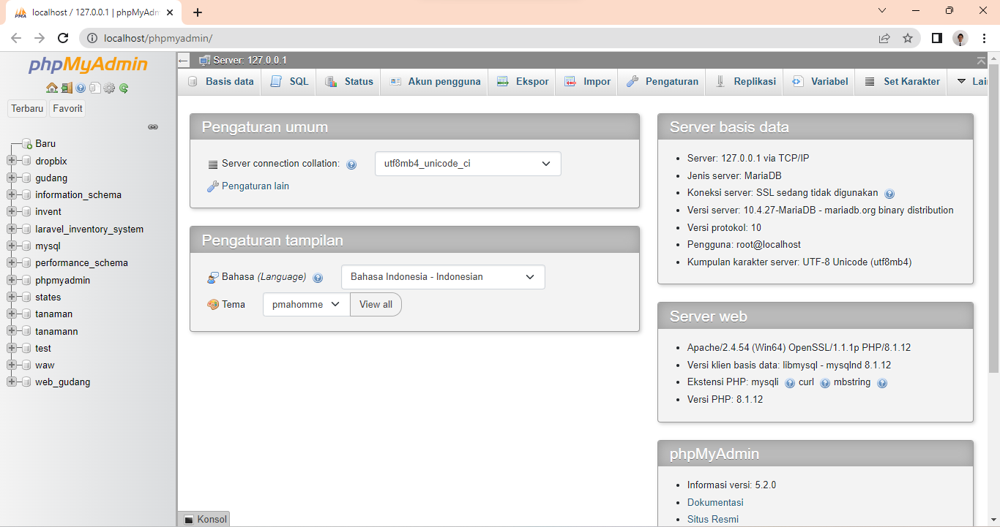 localhost / 127.0.0.1 | phpMyAdm
localhost/phpmyadmin/
phpMyAdmin
Terbaru Favorit
Baru
dropbix
gudang
information_schema
invent
laravel_inventory_system
mysql
performance_schema
phpmyadmin
states
tanaman
tanamann
test
waw
web_gudang
Server: 127.0.0.1
Basis data SQL Status Akun pengguna Ekspor Impor Pengaturan Replikasi Variabel Set Karakter Lai
Pengaturan umum
Server connection collation: utf8mb4_unicode_ci
Pengaturan lain
Pengaturan tampilan
Bahasa (Language) Bahasa Indonesia - Indonesian
Tema pmahomme View all
Server basis data
Server: 127.0.0.1 via TCP/IP
Jenis server: MariaDB
Koneksi server: SSL sedang tidak digunakan
Versi server: 10.4.27-MariaDB - mariadb.org binary distribution
Versi protokol: 10
Pengguna: root@localhost
Kumpulan karakter server: UTF-8 Unicode (utf8mb4)
Server web
Apache/2.4.54 (Win64) OpenSSL/1.1.1p PHP/8.1.12
Versi klien basis data: libmysql - mysqlnd 8.1.12
Ekstensi PHP: mysqli curl mbstring
Versi PHP: 8.1.12
phpMyAdmin
Informasi versi: 5.2.0
Dokumentasi
Situs Resmi
Konsol